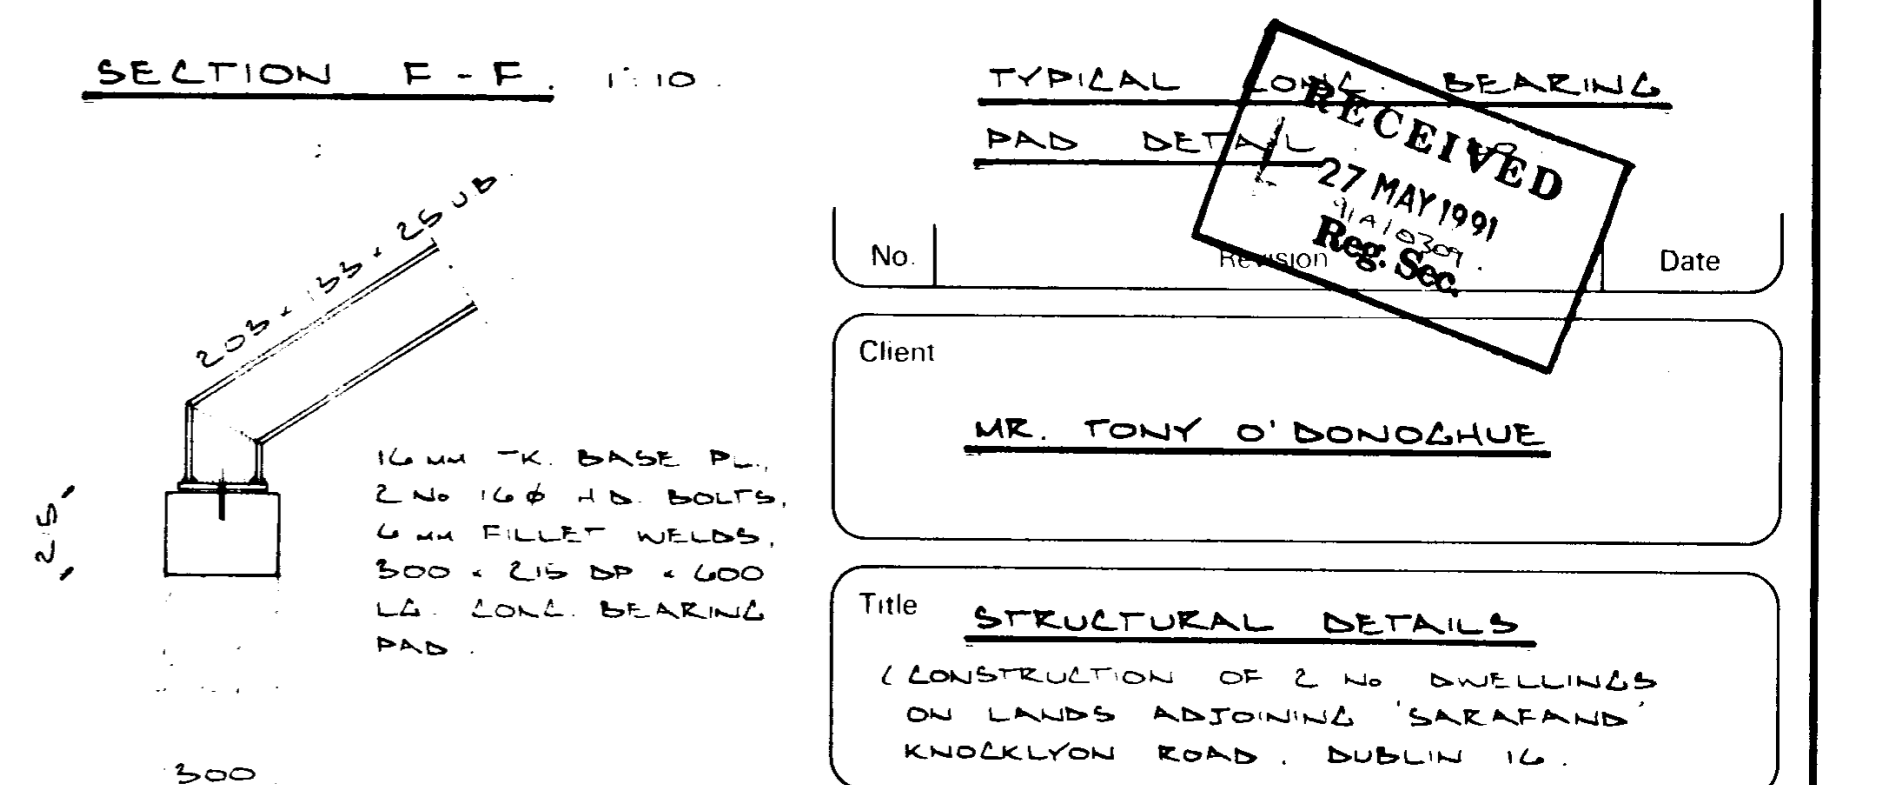 SECTION F - F. 1:10.
TYPICAL CONC. BEARING
PAD DETAIL.
RECEIVED
27 MAY 1991
91A/0309.
Reg. Sec.
No.
Revision
Date
203 x 133 x 25 UB.
Client
MR. TONY O'DONOGHUE
16 MM TK. BASE PL.,
2 No 16 ϕ HD. BOLTS,
6 MM FILLET WELDS,
300 x 215 DP x 600
LG. CONC. BEARING
PAD.
215
300
Title
STRUCTURAL DETAILS
(CONSTRUCTION OF 2 No DWELLINGS
ON LANDS ADJOINING 'SARAFAND'
KNOCKLYON ROAD. DUBLIN 16.